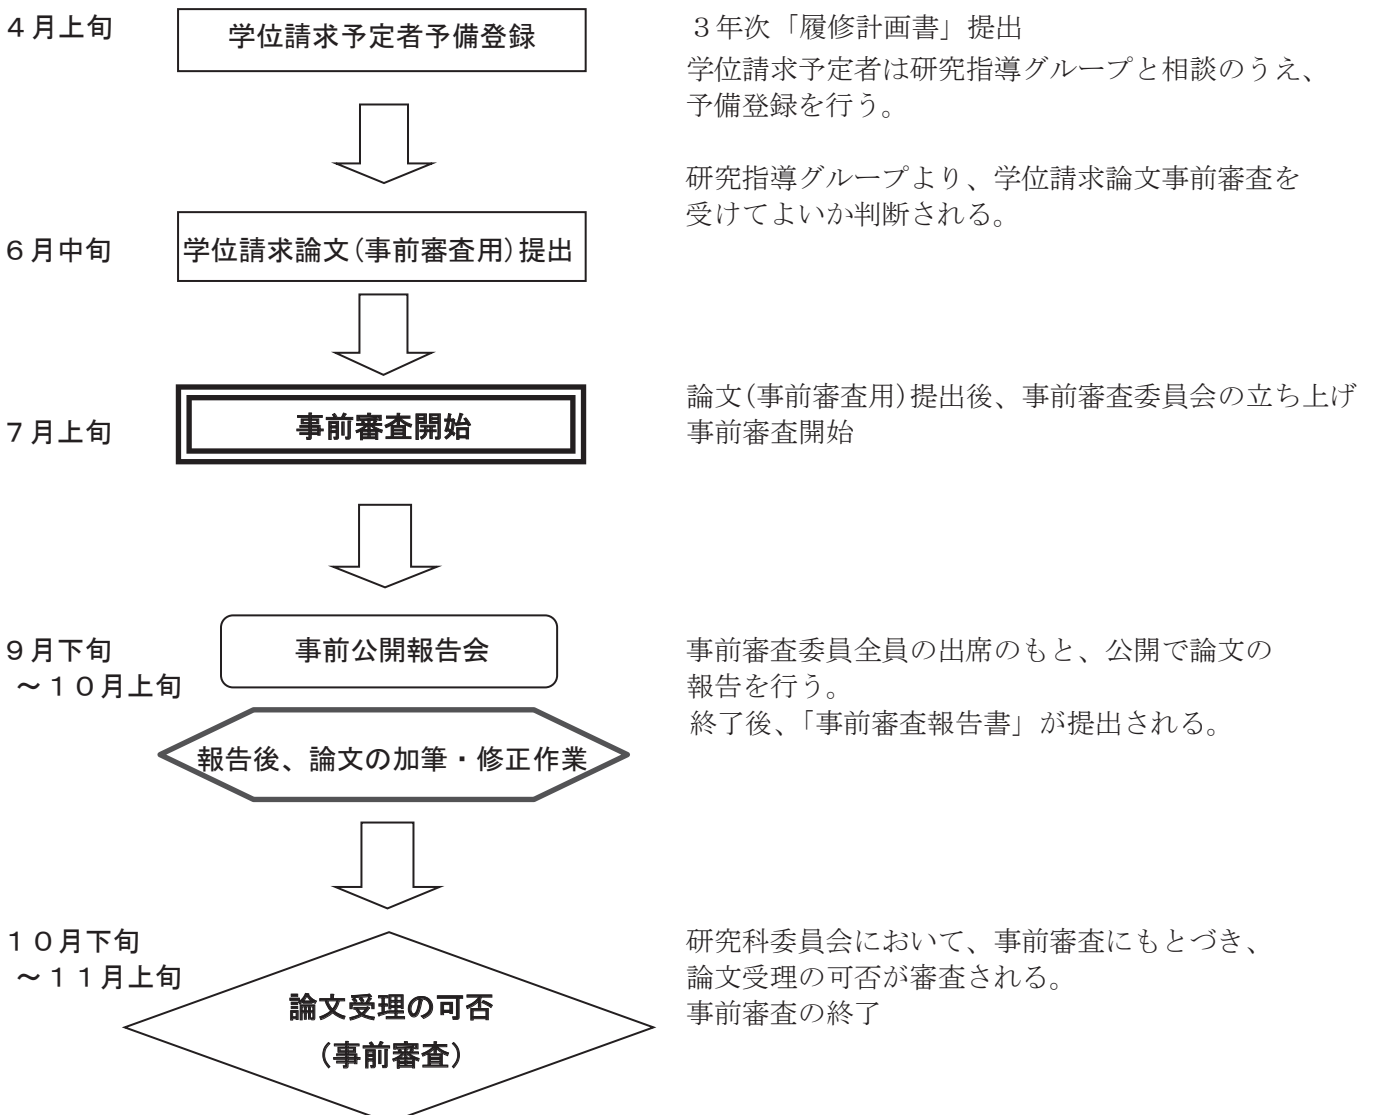 ４月上旬
学位請求予定者予備登録
３年次「履修計画書」提出
学位請求予定者は研究指導グループと相談のうえ、
予備登録を行う。
研究指導グループより、学位請求論文事前審査を
受けてよいか判断される。
６月中旬
学位請求論文(事前審査用)提出
７月上旬
事前審査開始
論文(事前審査用)提出後、事前審査委員会の立ち上げ
事前審査開始
９月下旬
～１０月上旬
事前公開報告会
事前審査委員全員の出席のもと、公開で論文の
報告を行う。
終了後、「事前審査報告書」が提出される。
報告後、論文の加筆・修正作業
１０月下旬
～１１月上旬
論文受理の可否
（事前審査）
研究科委員会において、事前審査にもとづき、
論文受理の可否が審査される。
事前審査の終了